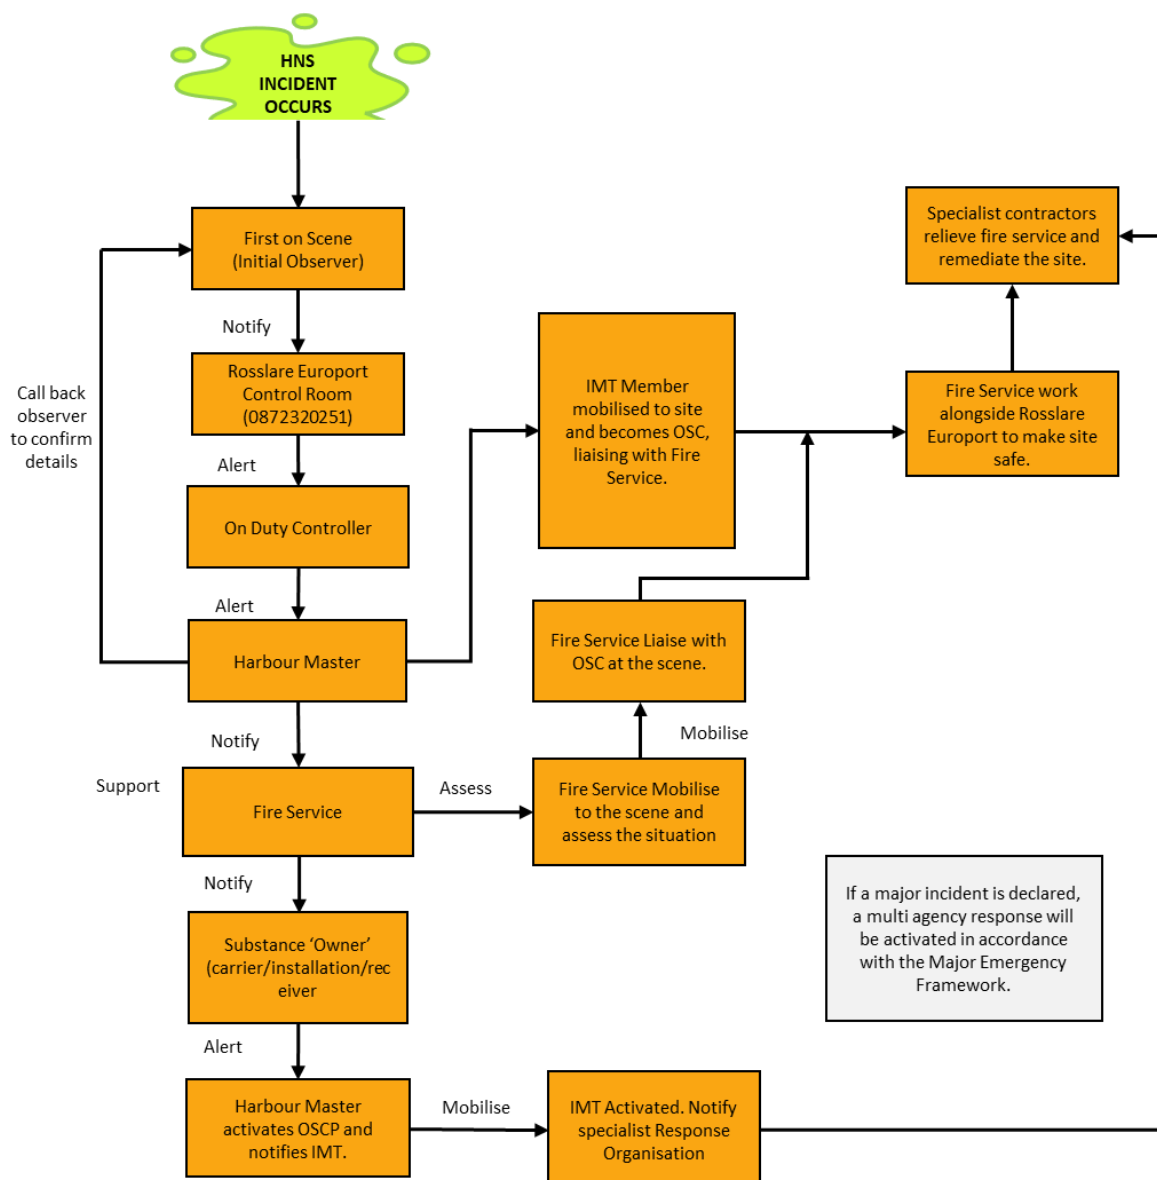 HNS
INCIDENT
OCCURS
First on Scene
(Initial Observer)
Notify
Rosslare Europort
Control Room
(0872320251)
Alert
On Duty Controller
Alert
Harbour Master
Call back
observer
to confirm
details
Notify
Support
Fire Service
Assess
Notify
Substance ‘Owner’
(carrier/installation/rec
eiver
Alert
Harbour Master
activates OSCP and
notifies IMT.
Mobilise
IMT Activated. Notify
specialist Response
Organisation
IMT Member
mobilised to site
and becomes OSC,
liaising with Fire
Service.
Fire Service Liaise with
OSC at the scene.
Mobilise
Fire Service Mobilise
to the scene and
assess the situation
Specialist contractors
relieve fire service and
remediate the site.
Fire Service work
alongside Rosslare
Europort to make site
safe.
If a major incident is declared,
a multi agency response will
be activated in accordance
with the Major Emergency
Framework.